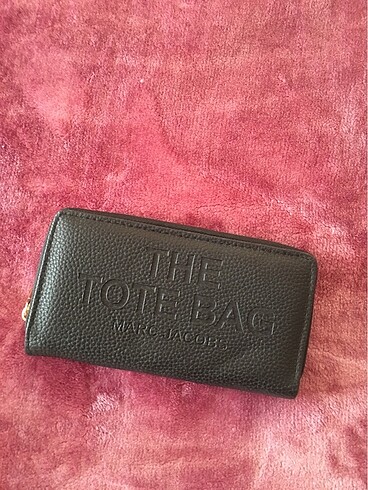 THE
TOTE BAG
MARC JACOBS